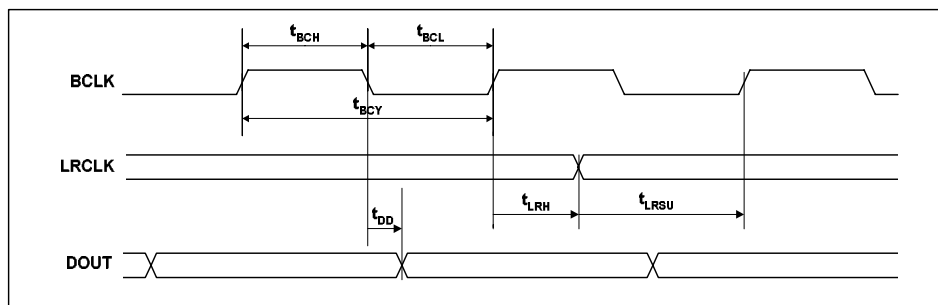 tBCH
tBCL
BCLK
tBCY
LRCLK
tLRH
tLRSU
tDD
DOUT